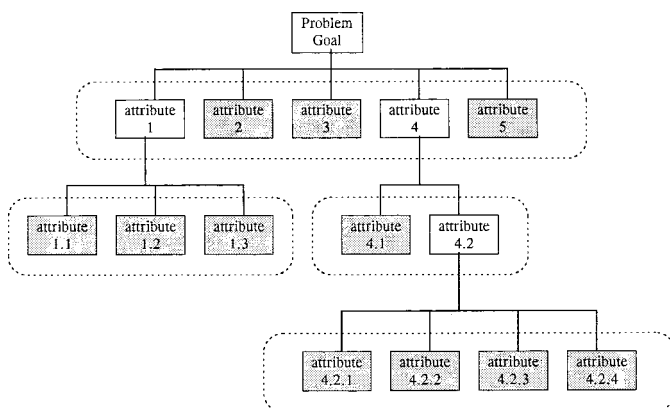 Problem
Goal
attribute
1
attribute
2
attribute
3
attribute
4
attribute
5
attribute
1.1
attribute
1.2
attribute
1.3
attribute
4.1
attribute
4.2
attribute
4.2.1
attribute
4.2.2
attribute
4.2.3
attribute
4.2.4